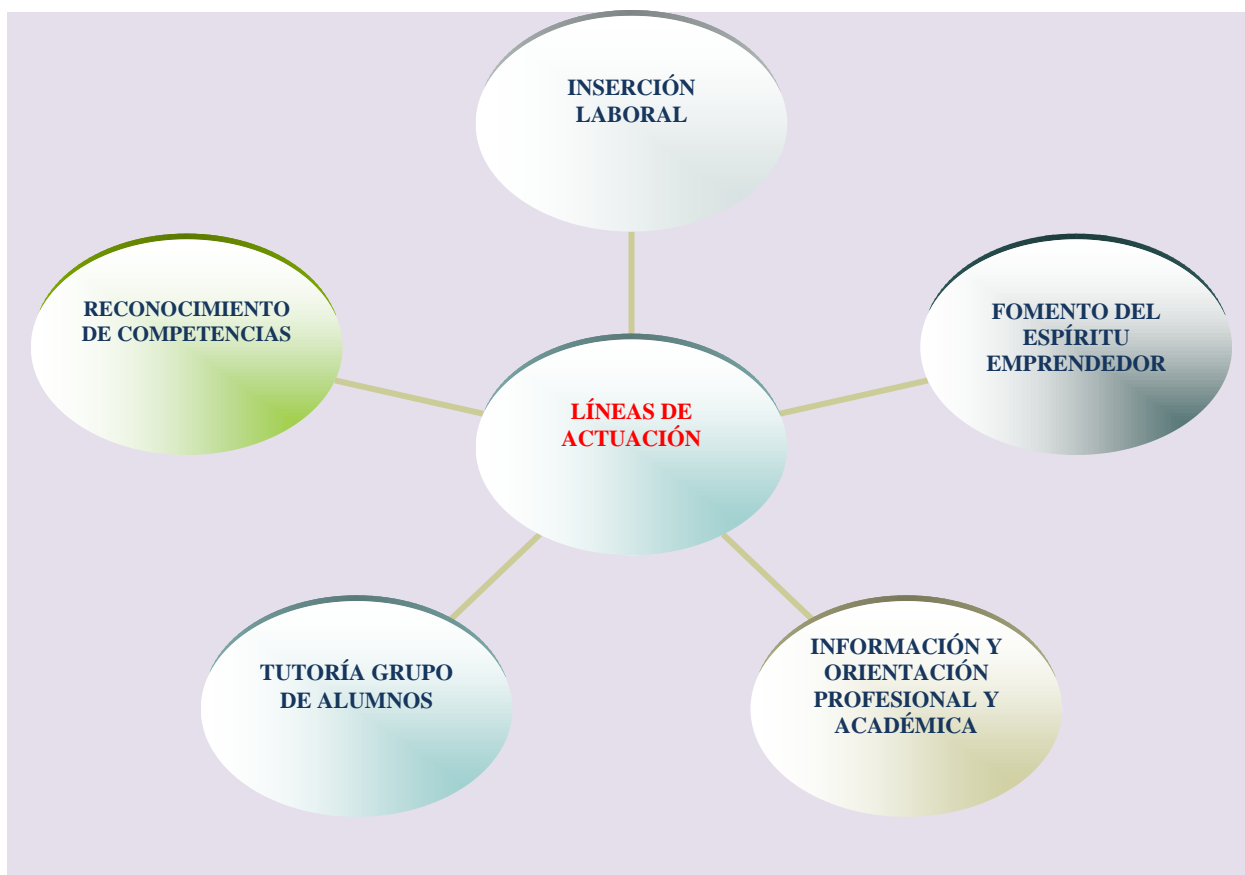 INSERCIÓN
LABORAL
RECONOCIMIENTO
DE COMPETENCIAS
FOMENTO DEL
ESPÍRITU
EMPRENDEDOR
LÍNEAS DE
ACTUACIÓN
TUTORÍA GRUPO
DE ALUMNOS
INFORMACIÓN Y
ORIENTACIÓN
PROFESIONAL Y
ACADÉMICA